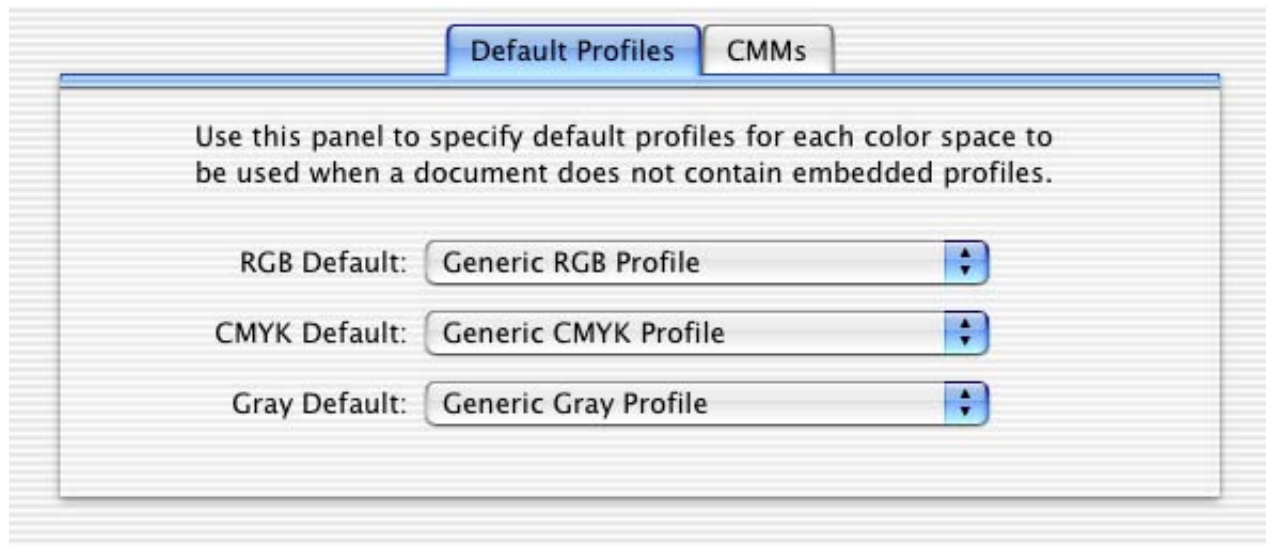 Default Profiles CMMs
Use this panel to specify default profiles for each color space to
be used when a document does not contain embedded profiles.
RGB Default: Generic RGB Profile
CMYK Default: Generic CMYK Profile
Gray Default: Generic Gray Profile